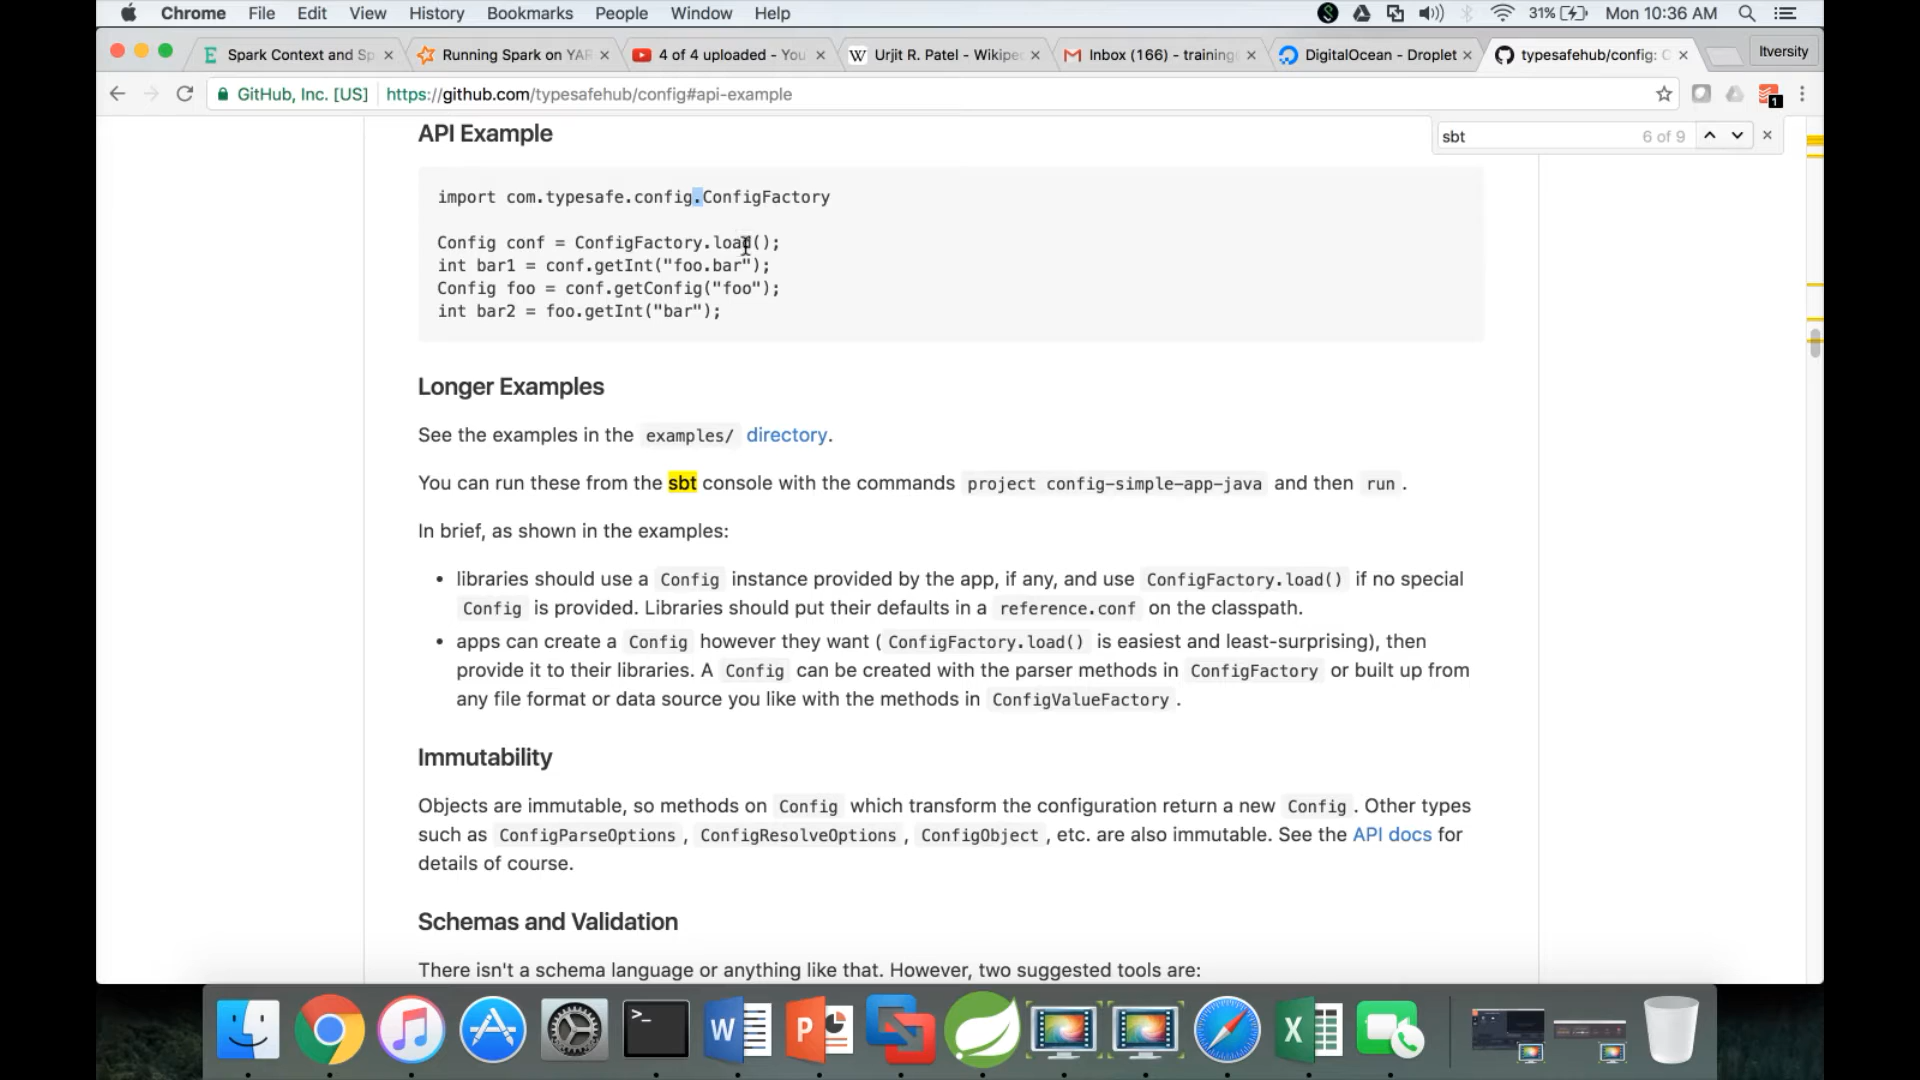 Chrome File Edit View History Bookmarks People Window Help 31% Mon 10:36 AM
Spark Context and Sp Running Spark on YAR 4 of 4 uploaded - You Urjit R. Patel - Wikipe Inbox (166) - training DigitalOcean - Droplet typesafehub/config: C Itversity
GitHub, Inc. [US] https://github.com/typesafehub/config#api-example 1
sbt 6 of 9
API Example
import com.typesafe.config.ConfigFactory
Config conf = ConfigFactory.load();
int bar1 = conf.getInt("foo.bar");
Config foo = conf.getConfig("foo");
int bar2 = foo.getInt("bar");
Longer Examples
See the examples in the examples/ directory.
You can run these from the sbt console with the commands project config-simple-app-java and then run .
In brief, as shown in the examples:
• libraries should use a Config instance provided by the app, if any, and use ConfigFactory.load() if no special
Config is provided. Libraries should put their defaults in a reference.conf on the classpath.
• apps can create a Config however they want ( ConfigFactory.load() is easiest and least-surprising), then
provide it to their libraries. A Config can be created with the parser methods in ConfigFactory or built up from
any file format or data source you like with the methods in ConfigValueFactory .
Immutability
Objects are immutable, so methods on Config which transform the configuration return a new Config . Other types
such as ConfigParseOptions , ConfigResolveOptions , ConfigObject , etc. are also immutable. See the API docs for
details of course.
Schemas and Validation
There isn't a schema language or anything like that. However, two suggested tools are: